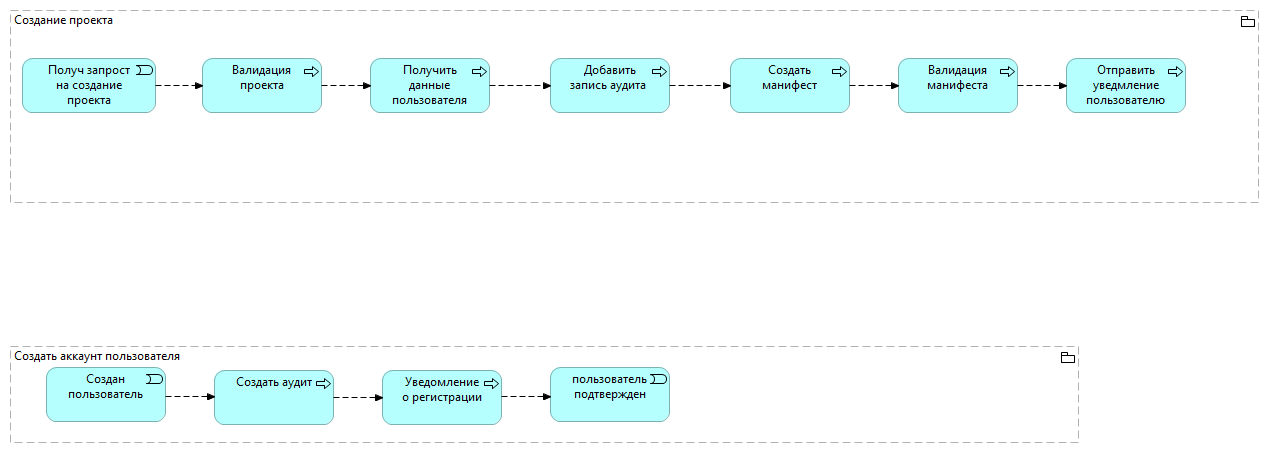 Создание проекта
Получ запрост
на создание
проекта
Валидация
проекта
Получить
данные
пользователя
Добавить
запись аудита
Создать
манифест
Валидация
манифеста
Отправить
уведмление
пользователю
Создать аккаунт пользователя
Создан
пользователь
Создать аудит
Уведомление
о регистрации
пользователь
подтвержден